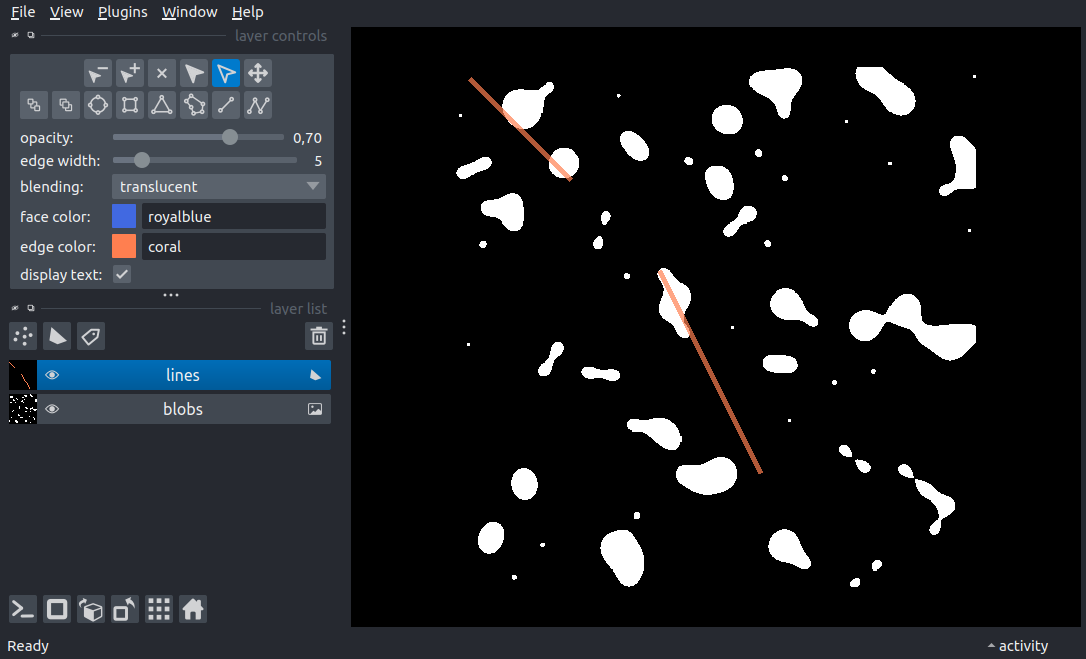 File View Plugins Window Help
layer controls
opacity: 0,70
edge width: 5
blending: translucent
face color: royalblue
edge color: coral
display text:
layer list
lines
blobs
Ready
activity